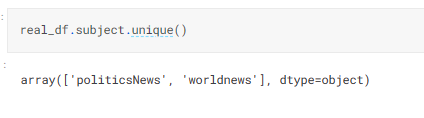 real_df.subject.unique()
array(['politicsNews', 'worldnews'], dtype=object)